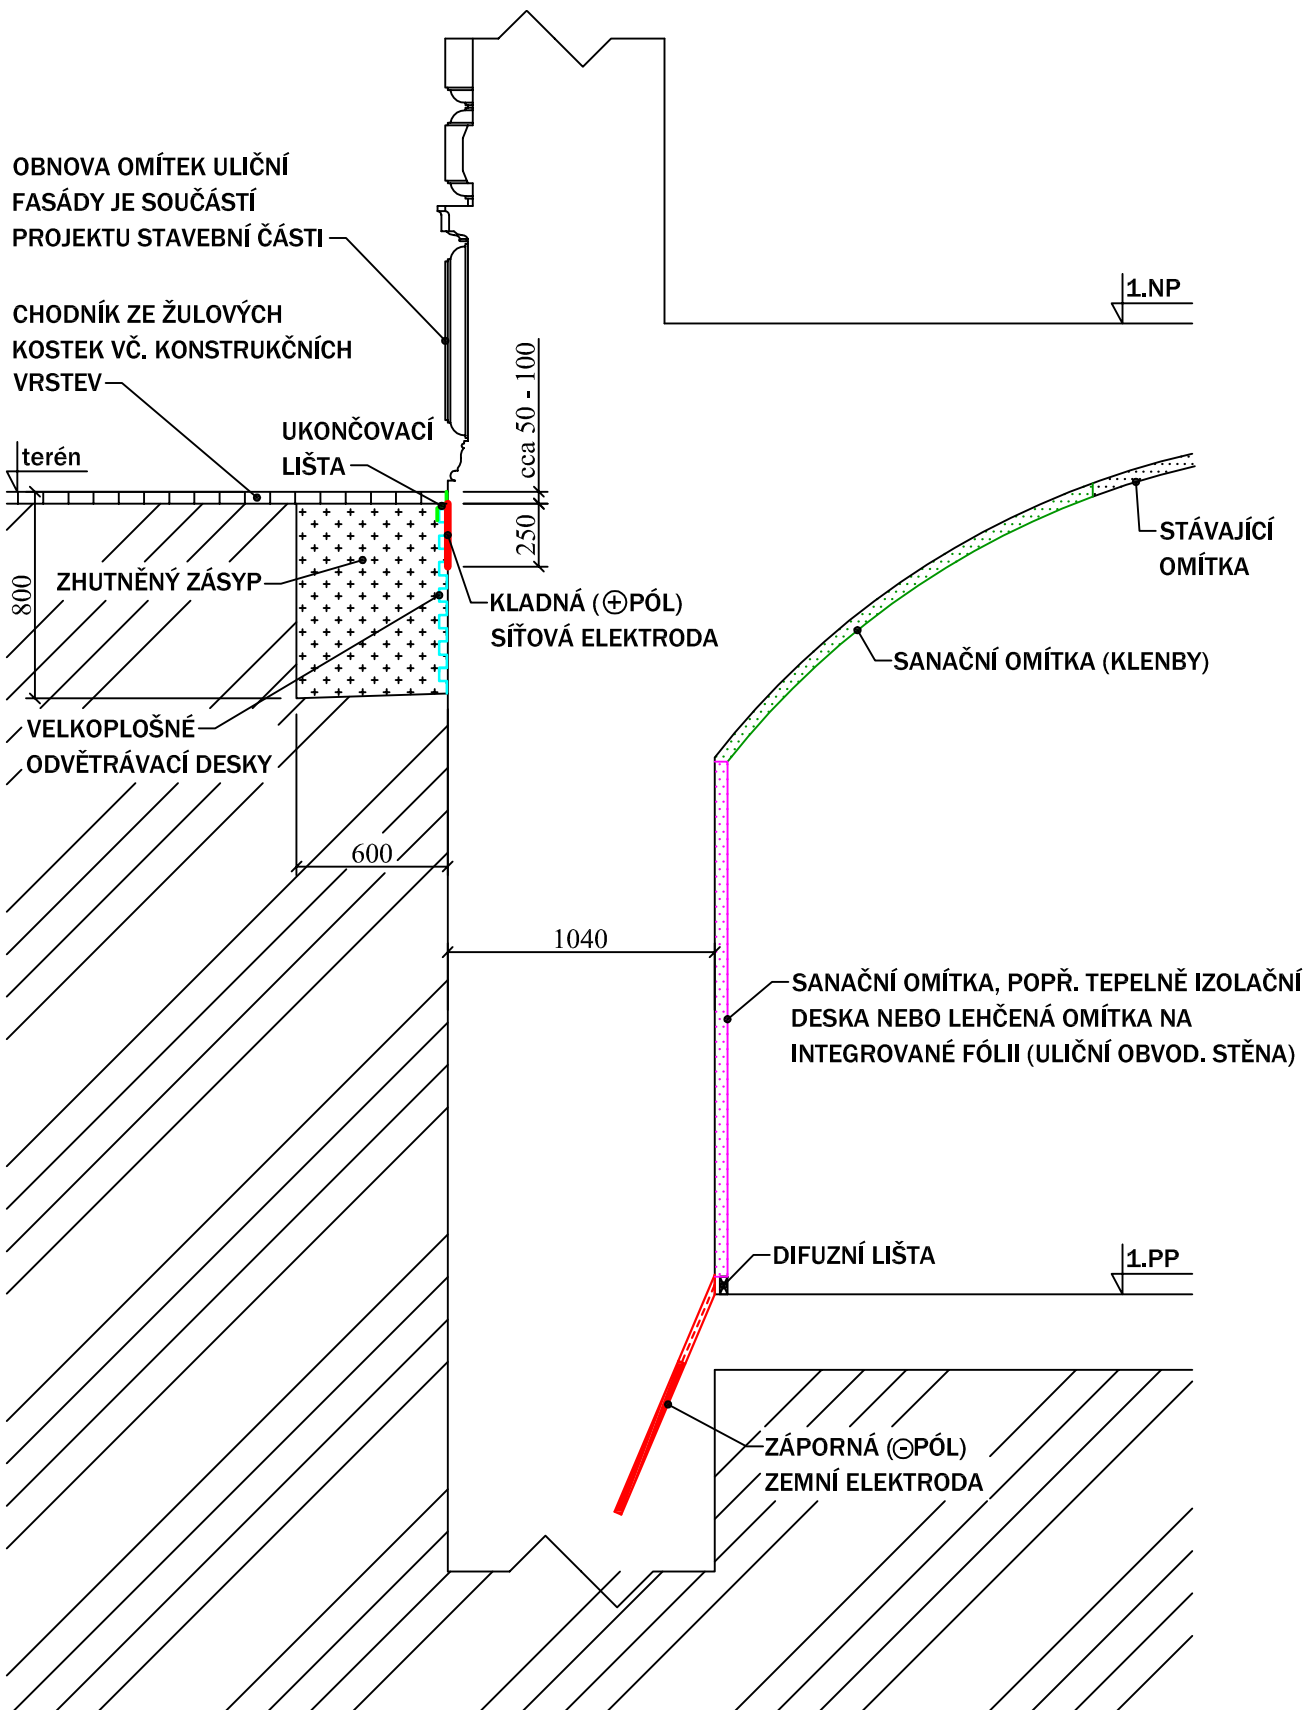 OBNOVA OMÍTEK ULIČNÍ
FASÁDY JE SOUČÁSTÍ
PROJEKTU STAVEBNÍ ČÁSTI
CHODNÍK ZE ŽULOVÝCH
KOSTEK VČ. KONSTRUKČNÍCH
VRSTEV
1.NP
cca 50 - 100
UKONČOVACÍ
LIŠTA
terén
250
STÁVAJÍCÍ
OMÍTKA
800
ZHUTNĚNÝ ZÁSYP
KLADNÁ (⊕PÓL)
SÍŤOVÁ ELEKTRODA
SANAČNÍ OMÍTKA (KLENBY)
VELKOPLOŠNÉ
ODVĚTRÁVACÍ DESKY
600
1040
SANAČNÍ OMÍTKA, POPŘ. TEPELNĚ IZOLAČNÍ
DESKA NEBO LEHČENÁ OMÍTKA NA
INTEGROVANÉ FÓLII (ULIČNÍ OBVOD. STĚNA)
DIFUZNÍ LIŠTA
1.PP
ZÁPORNÁ (⊖PÓL)
ZEMNÍ ELEKTRODA